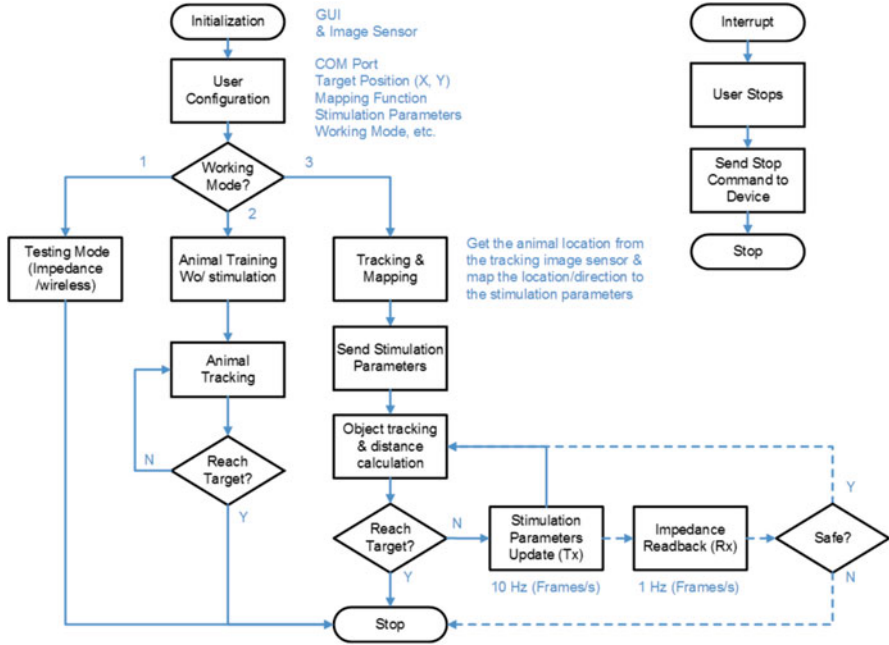 Initialization
GUI
& Image Sensor
Interrupt
User
Configuration
COM Port
Target Position (X, Y)
Mapping Function
Stimulation Parameters
Working Mode, etc.
User Stops
1
Working
Mode?
3
2
Send Stop
Command to
Device
Stop
Testing Mode
(Impedance
/wireless)
Animal Training
Wo/ stimulation
Tracking &
Mapping
Get the animal location from
the tracking image sensor &
map the location/direction to
the stimulation parameters
Animal
Tracking
Send Stimulation
Parameters
Object tracking
& distance
calculation
N
Reach
Target?
Y
Reach
Target?
N
Y
Stimulation
Parameters
Update (Tx)
10 Hz (Frames/s)
Impedance
Readback (Rx)
1 Hz (Frames/s)
Y
Safe?
N
Stop